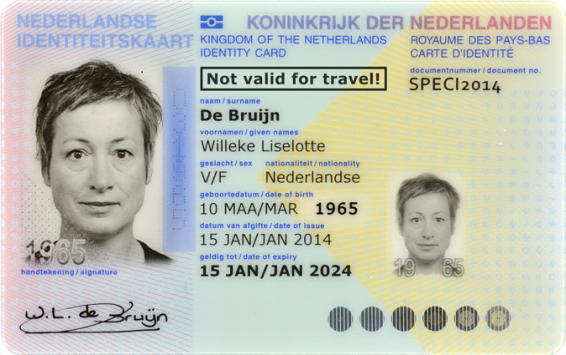 NEDERLANDSE
IDENTITEITSKAART
KONINKRIJK DER NEDERLANDEN
KINGDOM OF THE NETHERLANDS
IDENTITY CARD
ROYAUME DES PAYS-BAS
CARTE D'IDENTITÉ
documentnummer / document no.
SPECI2014
Not valid for travel!
naam / surname
De Bruijn
voornamen / given names
Willeke Liselotte
geslacht / sex nationaliteit / nationality
V/F Nederlandse
geboortedatum / date of birth
10 MAA/MAR 1965
datum van afgifte / date of issue
15 JAN/JAN 2014
geldig tot / date of expiry
15 JAN/JAN 2024
1965
handtekening / signature
W.L. de Bruijn
19 65